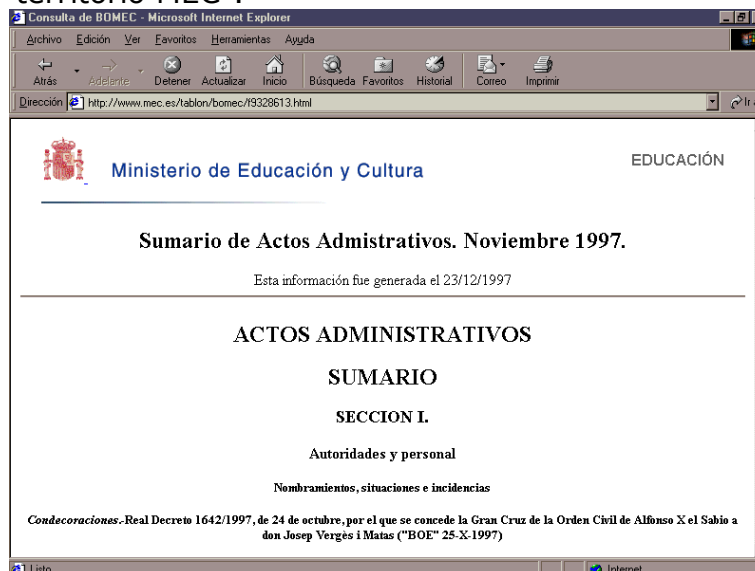 territorio MEC".
Consulta de BOMEC - Microsoft Internet Explorer
Archivo Edición Ver Favoritos Herramientas Ayuda
Atrás Adelante Detener Actualizar Inicio Búsqueda Favoritos Historial Correo Imprimir
Dirección http://www.mec.es/tablon/bomec/f9328613.html Ir
Ministerio de Educación y Cultura
EDUCACIÓN
Sumario de Actos Admistrativos. Noviembre 1997.
Esta información fue generada el 23/12/1997
ACTOS ADMINISTRATIVOS
SUMARIO
SECCION I.
Autoridades y personal
Nombramientos, situaciones e incidencias
Condecoraciones.-Real Decreto 1642/1997, de 24 de octubre, por el que se concede la Gran Cruz de la Orden Civil de Alfonso X el Sabio a
don Josep Vergès i Matas ("BOE" 25-X-1997)
Listo Internet